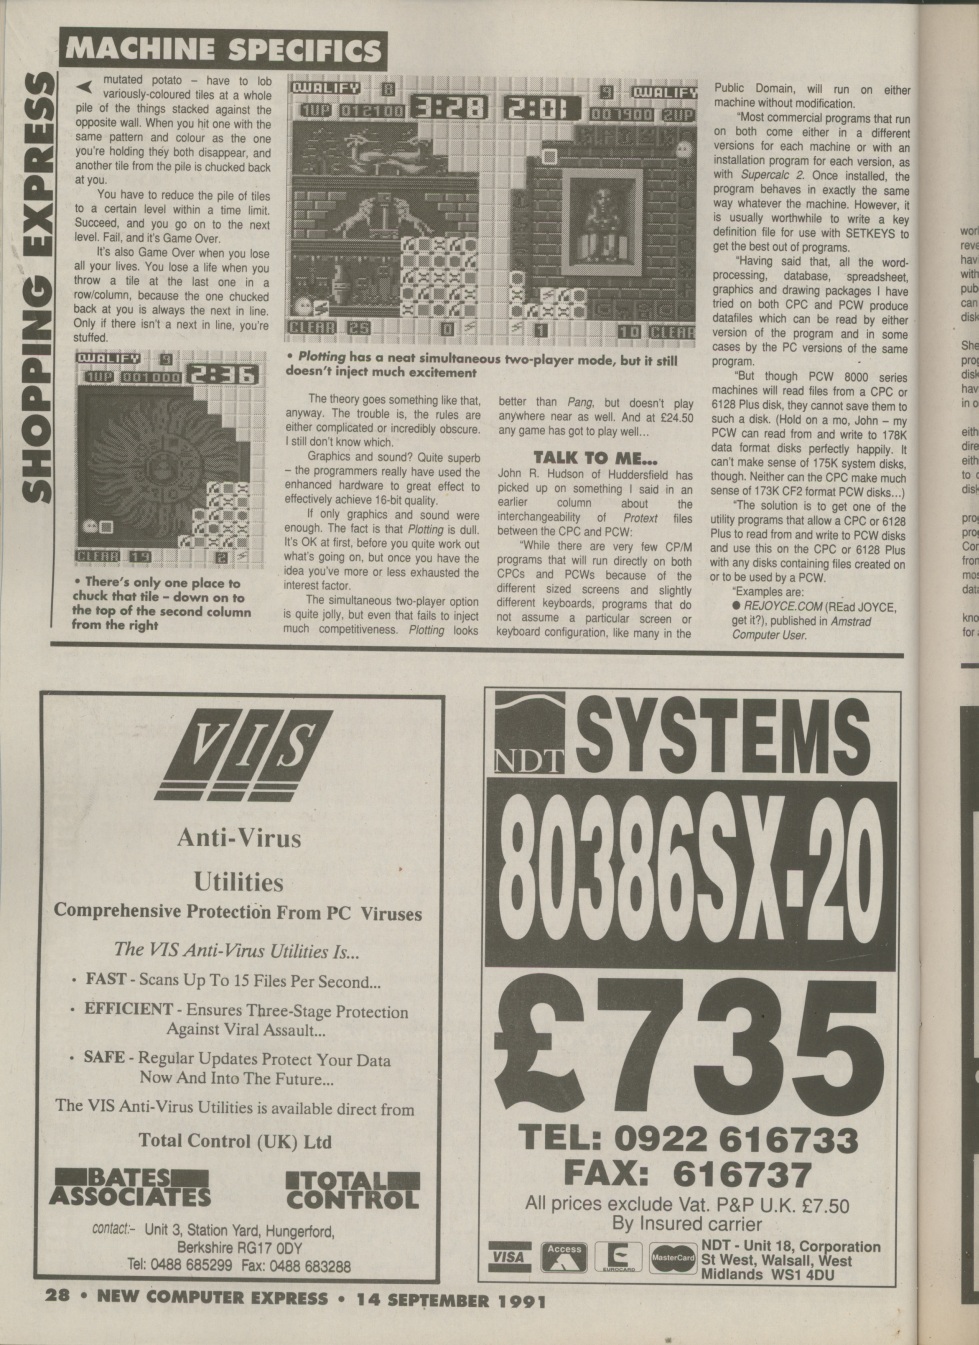 MACHINE SPECIFICS
SHOPPING EXPRESS
mutated potato – have to lob
variously-coloured tiles at a whole
pile of the things stacked against the
opposite wall. When you hit one with the
same pattern and colour as the one
you're holding they both disappear, and
another tile from the pile is chucked back
at you.
You have to reduce the pile of tiles
to a certain level within a time limit.
Succeed, and you go on to the next
level. Fail, and it's Game Over.
It's also Game Over when you lose
all your lives. You lose a life when you
throw a tile at the last one in a
row/column, because the one chucked
back at you is always the next in line.
Only if there isn't a next in line, you're
stuffed.
QUALIFY 9
1UP 001000 2:36
CLEAR 19 2
• There's only one place to
chuck that tile – down on to
the top of the second column
from the right
QUALIFY 8
1UP 012100 3:28
2:01 9 QUALIFY
001900 2UP
CLEAR 25 0
1 10 CLEAR
• Plotting has a neat simultaneous two-player mode, but it still
doesn't inject much excitement
The theory goes something like that,
anyway. The trouble is, the rules are
either complicated or incredibly obscure.
I still don't know which.
Graphics and sound? Quite superb
– the programmers really have used the
enhanced hardware to great effect to
effectively achieve 16-bit quality.
If only graphics and sound were
enough. The fact is that Plotting is dull.
It's OK at first, before you quite work out
what's going on, but once you have the
idea you've more or less exhausted the
interest factor.
The simultaneous two-player option
is quite jolly, but even that fails to inject
much competitiveness. Plotting looks
better than Pang, but doesn't play
anywhere near as well. And at £24.50
any game has got to play well...
TALK TO ME...
John R. Hudson of Huddersfield has
picked up on something I said in an
earlier column about the
interchangeability of Protext files
between the CPC and PCW:
"While there are very few CP/M
programs that will run directly on both
CPCs and PCWs because of the
different sized screens and slightly
different keyboards, programs that do
not assume a particular screen or
keyboard configuration, like many in the
Public Domain, will run on either
machine without modification.
"Most commercial programs that run
on both come either in a different
versions for each machine or with an
installation program for each version, as
with Supercalc 2. Once installed, the
program behaves in exactly the same
way whatever the machine. However, it
is usually worthwhile to write a key
definition file for use with SETKEYS to
get the best out of programs.
"Having said that, all the word-
processing, database, spreadsheet,
graphics and drawing packages I have
tried on both CPC and PCW produce
datafiles which can be read by either
version of the program and in some
cases by the PC versions of the same
program.
"But though PCW 8000 series
machines will read files from a CPC or
6128 Plus disk, they cannot save them to
such a disk. (Hold on a mo, John – my
PCW can read from and write to 178K
data format disks perfectly happily. It
can't make sense of 175K system disks,
though. Neither can the CPC make much
sense of 173K CF2 format PCW disks...)
"The solution is to get one of the
utility programs that allow a CPC or 6128
Plus to read from and write to PCW disks
and use this on the CPC or 6128 Plus
with any disks containing files created on
or to be used by a PCW.
"Examples are:
● REJOYCE.COM (REad JOYCE,
get it?), published in Amstrad
Computer User.
VIS
Anti-Virus
Utilities
Comprehensive Protection From PC Viruses
The VIS Anti-Virus Utilities Is...
· FAST - Scans Up To 15 Files Per Second...
· EFFICIENT - Ensures Three-Stage Protection
Against Viral Assault...
· SAFE - Regular Updates Protect Your Data
Now And Into The Future...
The VIS Anti-Virus Utilities is available direct from
Total Control (UK) Ltd
BATES
ASSOCIATES
TOTAL
CONTROL
contact:- Unit 3, Station Yard, Hungerford,
Berkshire RG17 0DY
Tel: 0488 685299 Fax: 0488 683288
NDT SYSTEMS
80386SX-20
£735
TEL: 0922 616733
FAX: 616737
All prices exclude Vat. P&P U.K. £7.50
By Insured carrier
VISA
Access
EUROCARD
MasterCard
NDT - Unit 18, Corporation
St West, Walsall, West
Midlands WS1 4DU
28 • NEW COMPUTER EXPRESS • 14 SEPTEMBER 1991